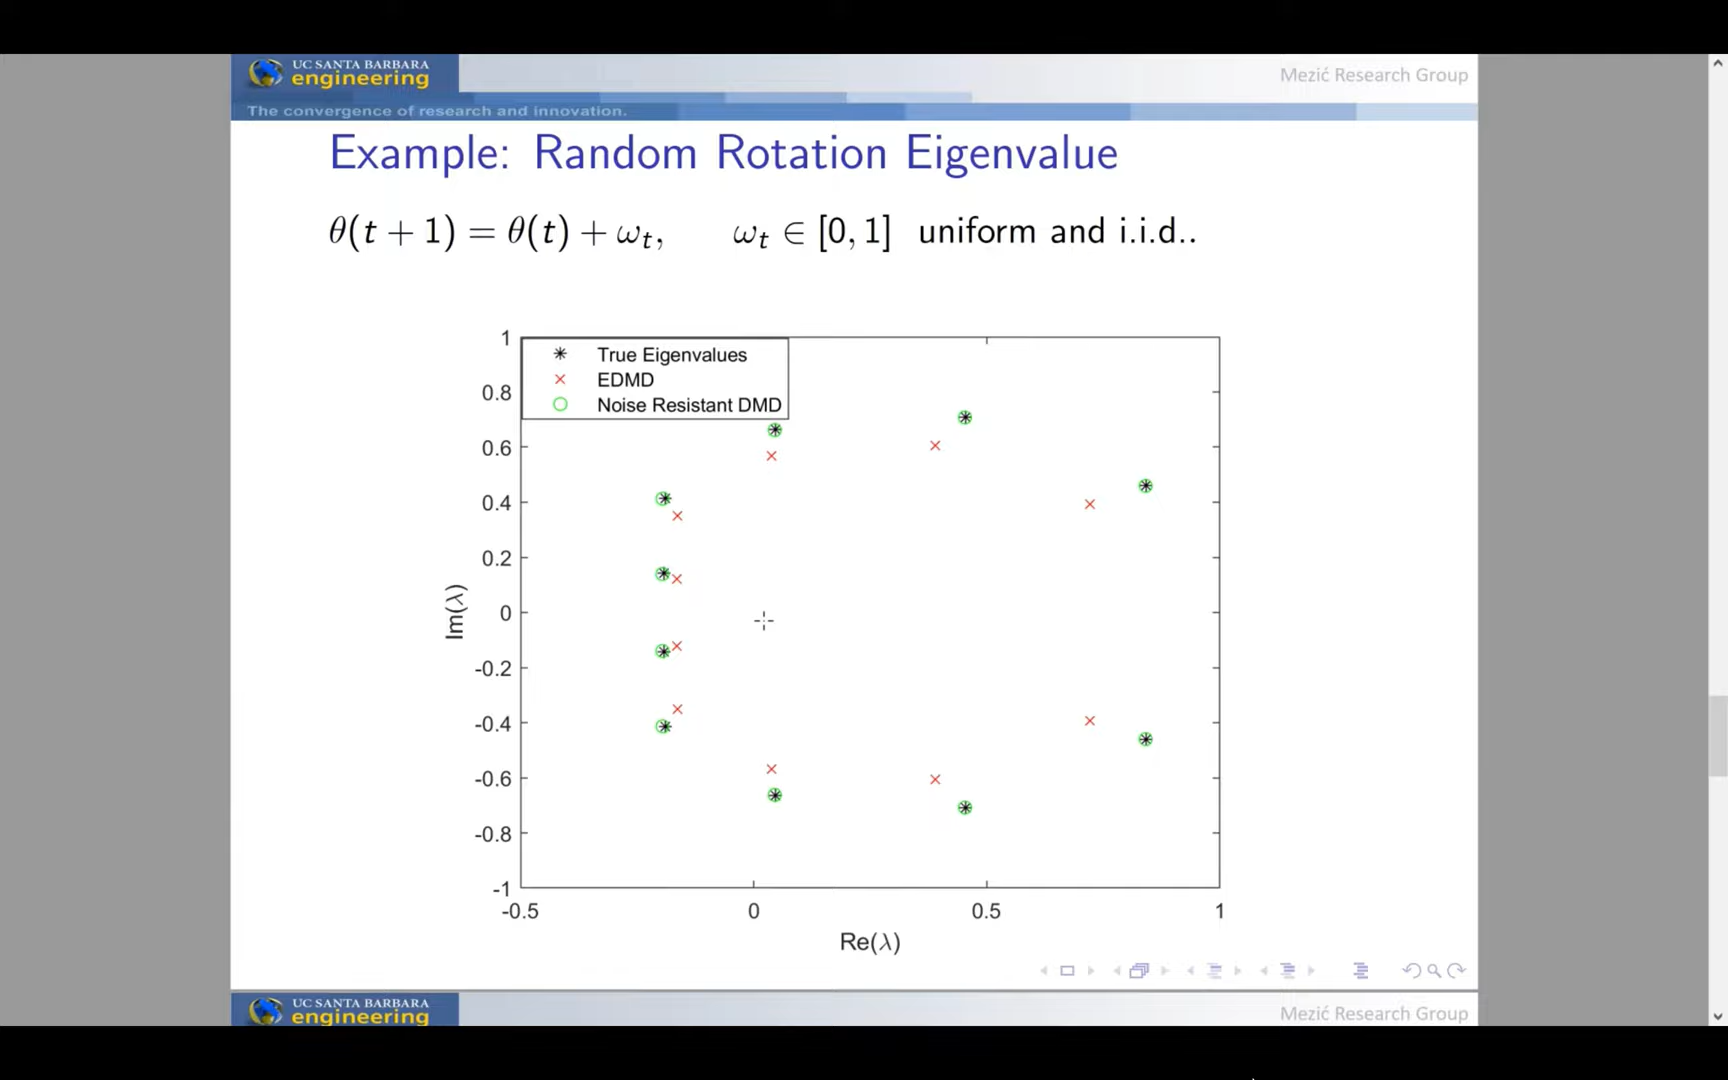 UC SANTA BARBARA
engineering
Mezić Research Group
The convergence of research and innovation.
Example: Random Rotation Eigenvalue
θ(t + 1) = θ(t) + ωₜ, ωₜ ∈ [0, 1] uniform and i.i.d..
True Eigenvalues
EDMD
Noise Resistant DMD
1
0.8
0.6
0.4
0.2
0
-0.2
-0.4
-0.6
-0.8
-1
Im(λ)
-0.5 0 0.5 1
Re(λ)
UC SANTA BARBARA
engineering
Mezić Research Group